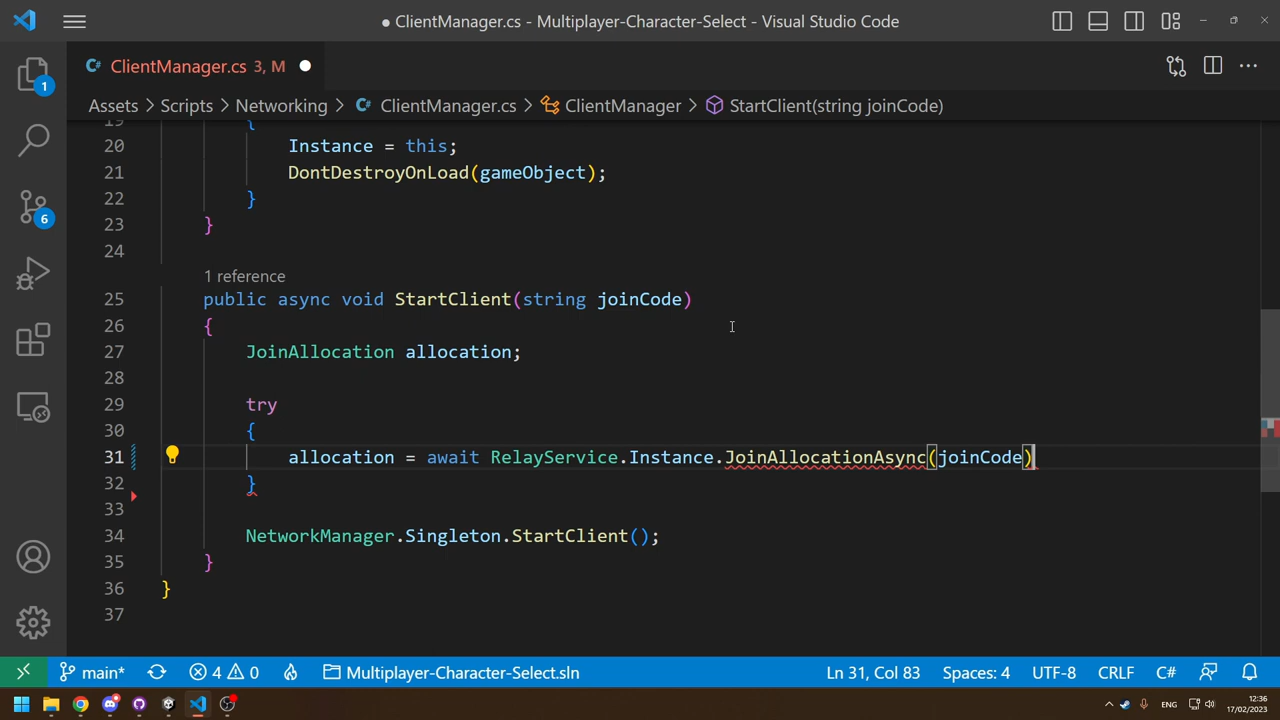 ● ClientManager.cs - Multiplayer-Character-Select - Visual Studio Code
ClientManager.cs 3, M ●
Assets > Scripts > Networking > ClientManager.cs > ClientManager > StartClient(string joinCode)
19 {
20 Instance = this;
21 DontDestroyOnLoad(gameObject);
22 }
23 }
24
1 reference
25 public async void StartClient(string joinCode)
26 {
27 JoinAllocation allocation;
28
29 try
30 {
31 allocation = await RelayService.Instance.JoinAllocationAsync(joinCode)
32 }
33
34 NetworkManager.Singleton.StartClient();
35 }
36 }
37
1
6
main* 4 0 Multiplayer-Character-Select.sln Ln 31, Col 83 Spaces: 4 UTF-8 CRLF C#
ENG 12:36
17/02/2023